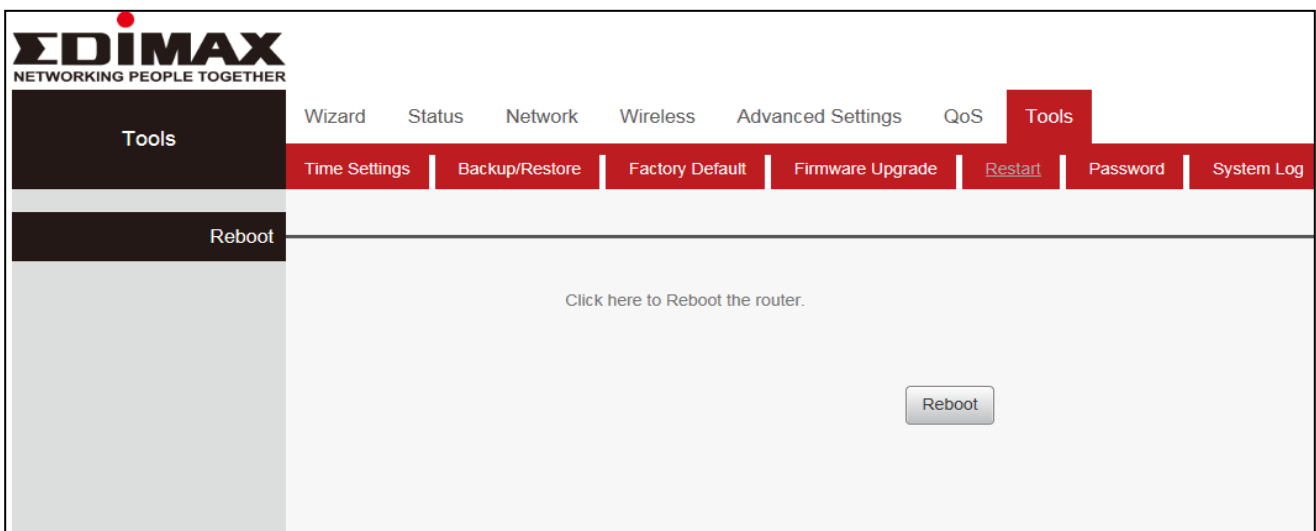 EDIMAX
NETWORKING PEOPLE TOGETHER
Tools
Wizard Status Network Wireless Advanced Settings QoS Tools
Time Settings Backup/Restore Factory Default Firmware Upgrade Restart Password System Log
Reboot
Click here to Reboot the router.
Reboot